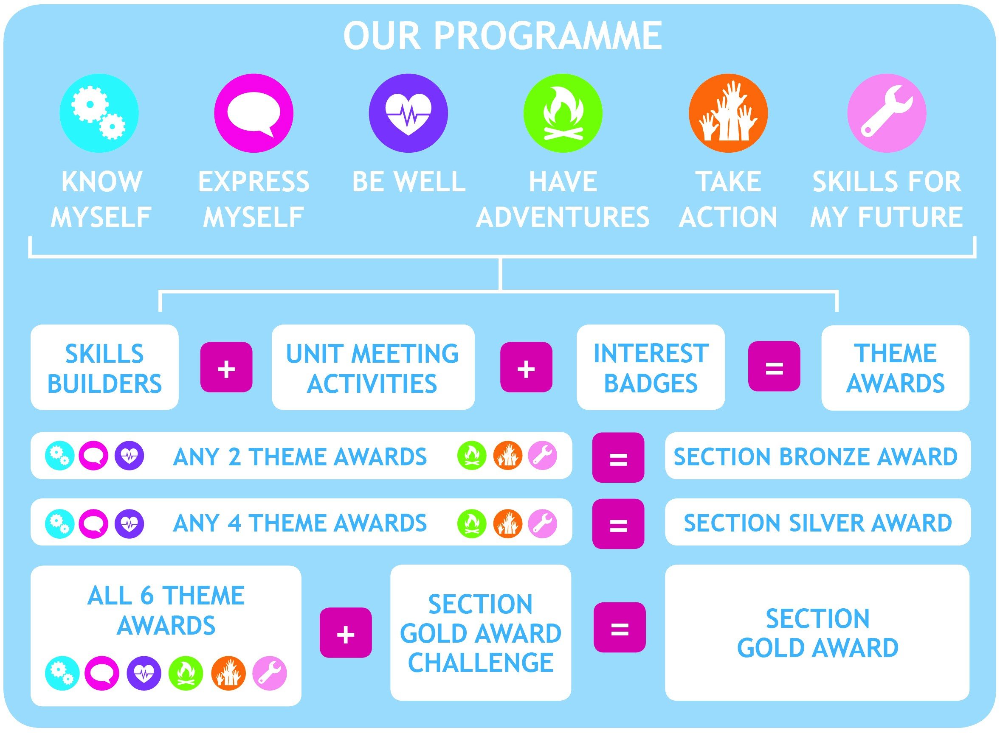 OUR PROGRAMME
KNOW
MYSELF
EXPRESS
MYSELF
BE WELL
HAVE
ADVENTURES
TAKE
ACTION
SKILLS FOR
MY FUTURE
SKILLS
BUILDERS
+
UNIT MEETING
ACTIVITIES
+
INTEREST
BADGES
=
THEME
AWARDS
ANY 2 THEME AWARDS
=
SECTION BRONZE AWARD
ANY 4 THEME AWARDS
=
SECTION SILVER AWARD
ALL 6 THEME
AWARDS
+
SECTION
GOLD AWARD
CHALLENGE
=
SECTION
GOLD AWARD